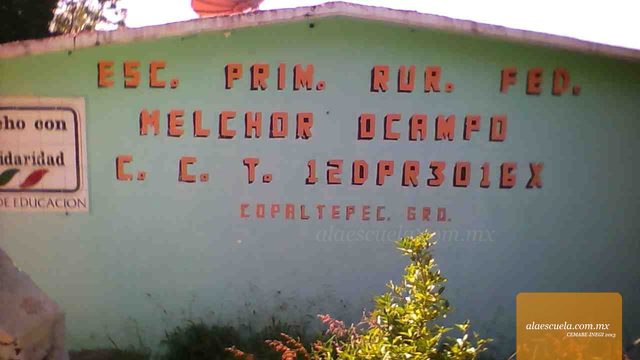 ESC. PRIM. RUR. FED.
MELCHOR OCAMPO
C. C. T. 12DPR3016X
COPALTEPEC. GRO.
ho con
idaridad
DE EDUCACION
alaescuela.com.mx
alaescuela.com.mx
CEMABE-INEGI 2013